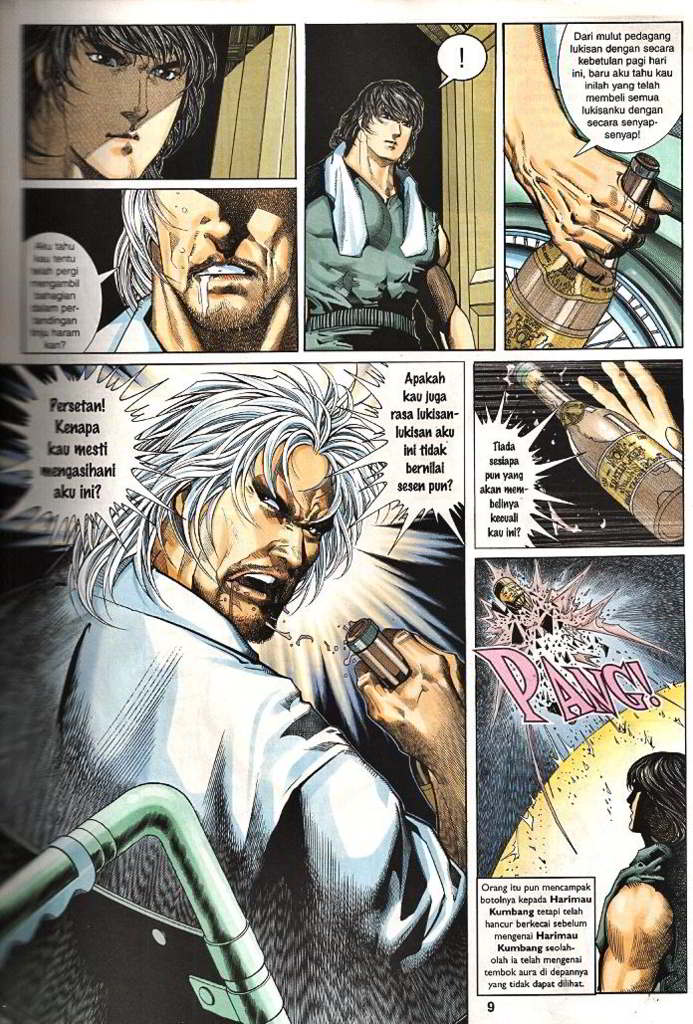 !
Dari mulut pedagang
lukisan dengan secara
kebetulan pagi hari
ini, baru aku tahu kau
inilah yang telah
membeli semua
lukisanku dengan
secara senyap-
senyap!
Aku tahu
kau tentu
telah pergi
mengambil
bahagian
dalam per-
tandingan
tinju haram
kan?
Persetan!
Kenapa
kau mesti
mengasihani
aku ini?
Apakah
kau juga
rasa lukisan-
lukisan aku
ini tidak
bernilai
sesen pun?
Tiada
sesiapa
pun yang
akan mem-
belinya
kecuali
kau ini?
PANG!
Orang itu pun mencampak
botolnya kepada Harimau
Kumbang tetapi telah
hancur berkecai sebelum
mengenai Harimau
Kumbang seolah-
olah ia telah mengenai
tembok aura di depannya
yang tidak dapat dilihat.
9